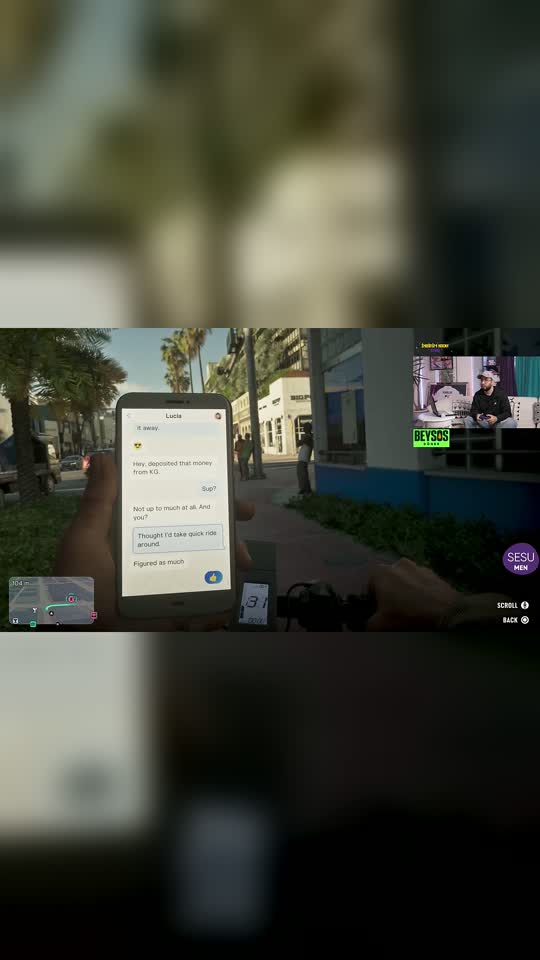 Lucia
it away.
Hey, deposited that money
from KG.
Sup?
Not up to much at all. And
you?
Thought I'd take quick ride
around.
Figured as much
104 m
31
BEYSOS
SESU
MEN
SCROLL
BACK